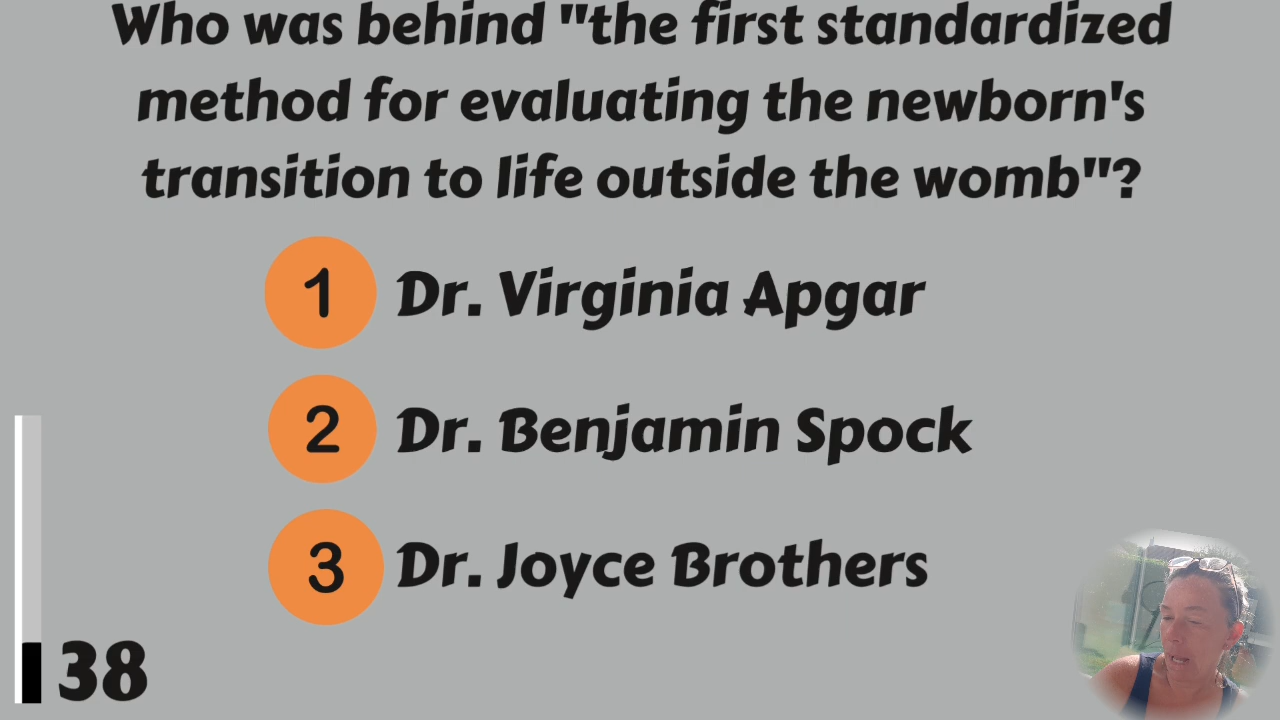 Who was behind "the first standardized
method for evaluating the newborn's
transition to life outside the womb"?
1 Dr. Virginia Apgar
2 Dr. Benjamin Spock
3 Dr. Joyce Brothers
38